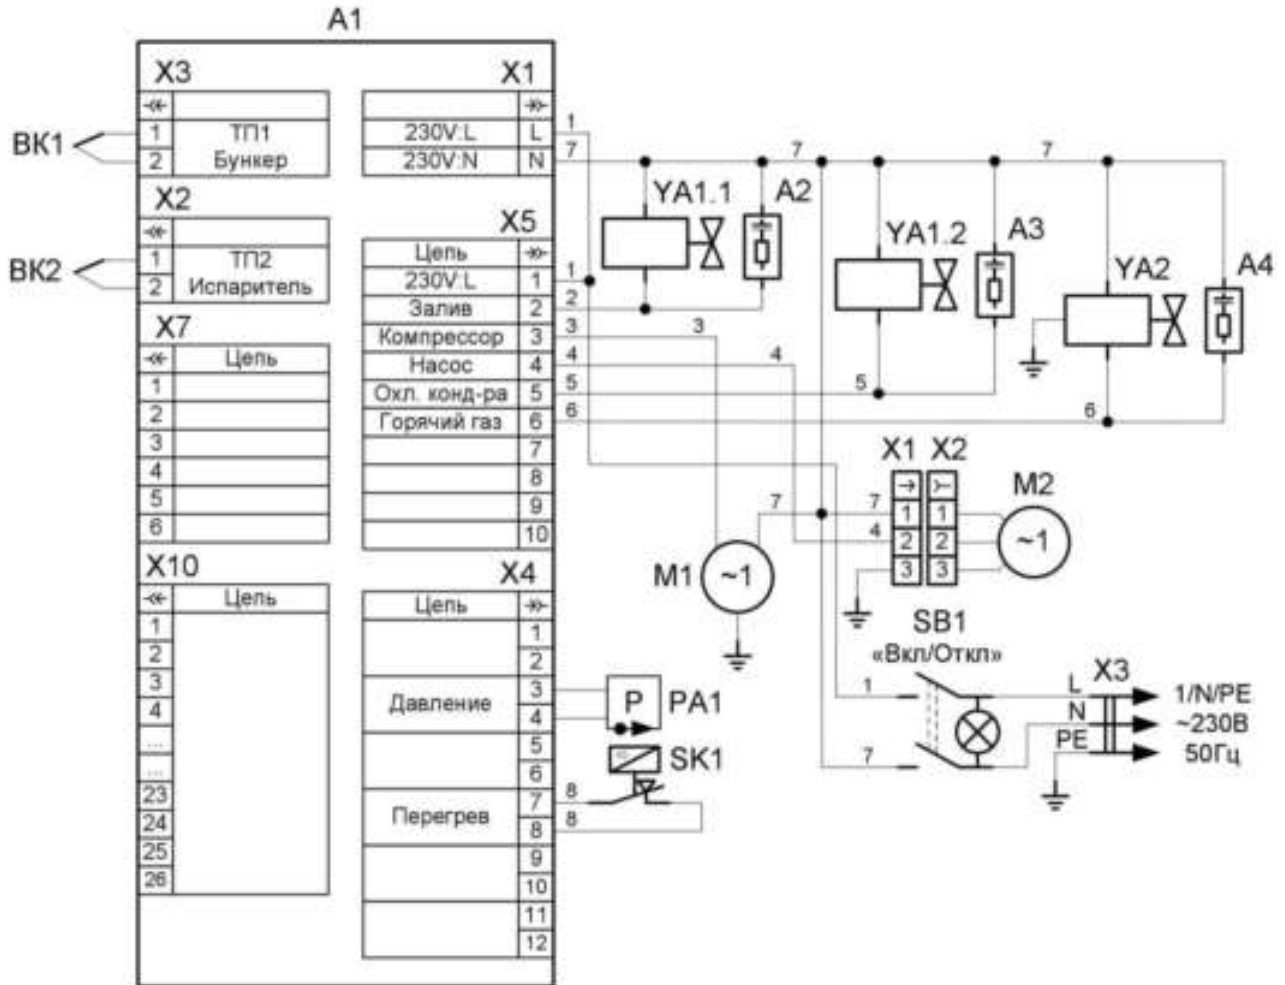 A1
X3
X1
BK1
1
ТП1
2
Бункер
230V:L
L
1
230V:N
N
7
7
7
X2
BK2
1
ТП2
2
Испаритель
X5
Цепь
230V:L
1
1
Залив
2
2
Компрессор
3
3
3
Насос
4
4
4
Охл. конд-ра
5
5
5
Горячий газ
6
6
6
7
8
9
10
YA1.1
A2
YA1.2
A3
YA2
A4
X7
Цепь
1
2
3
4
5
6
X1
X2
M2
7
1
1
4
2
2
3
3
~1
7
M1
~1
X10
Цепь
1
2
3
4
...
...
23
24
25
26
X4
Цепь
1
2
Давление
3
4
5
6
Перегрев
7
8
8
8
9
10
11
12
P
PA1
SK1
SB1
«Вкл/Откл»
X3
1
L
1/N/PE
N
~230В
7
PE
50Гц